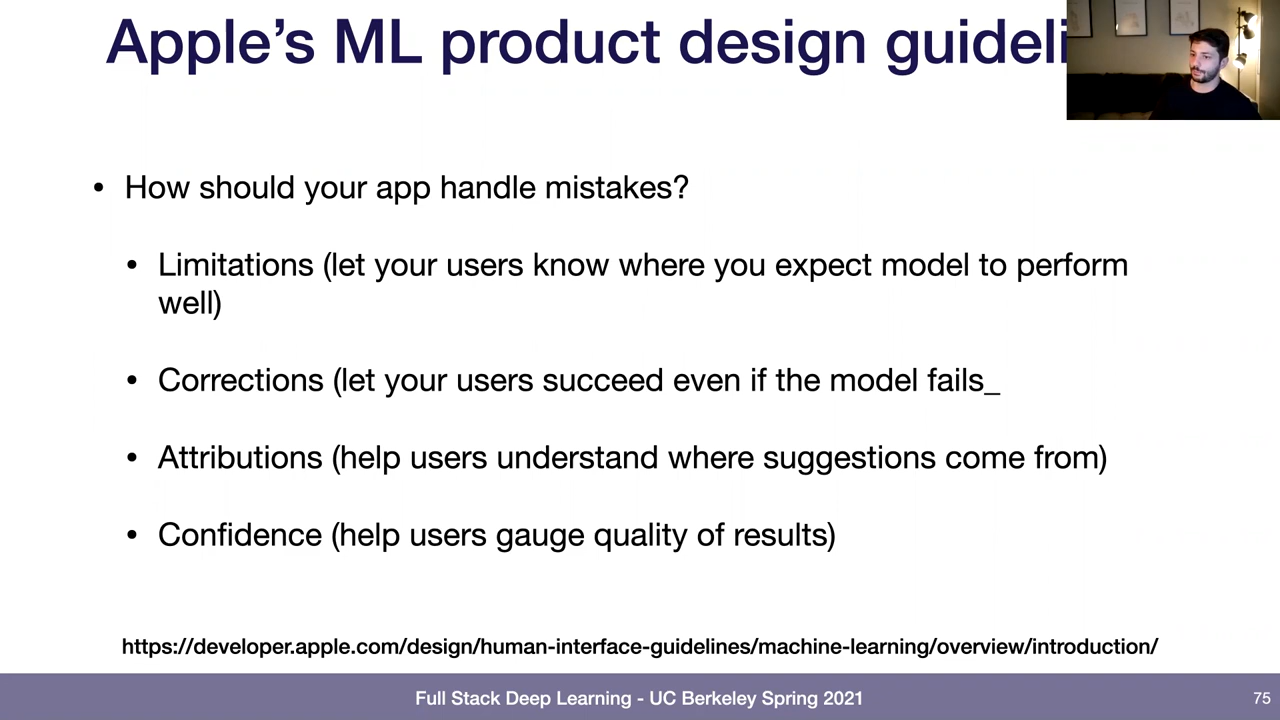 Apple’s ML product design guideli
• How should your app handle mistakes?
• Limitations (let your users know where you expect model to perform
well)
• Corrections (let your users succeed even if the model fails_
• Attributions (help users understand where suggestions come from)
• Confidence (help users gauge quality of results)
https://developer.apple.com/design/human-interface-guidelines/machine-learning/overview/introduction/
Full Stack Deep Learning - UC Berkeley Spring 2021
75